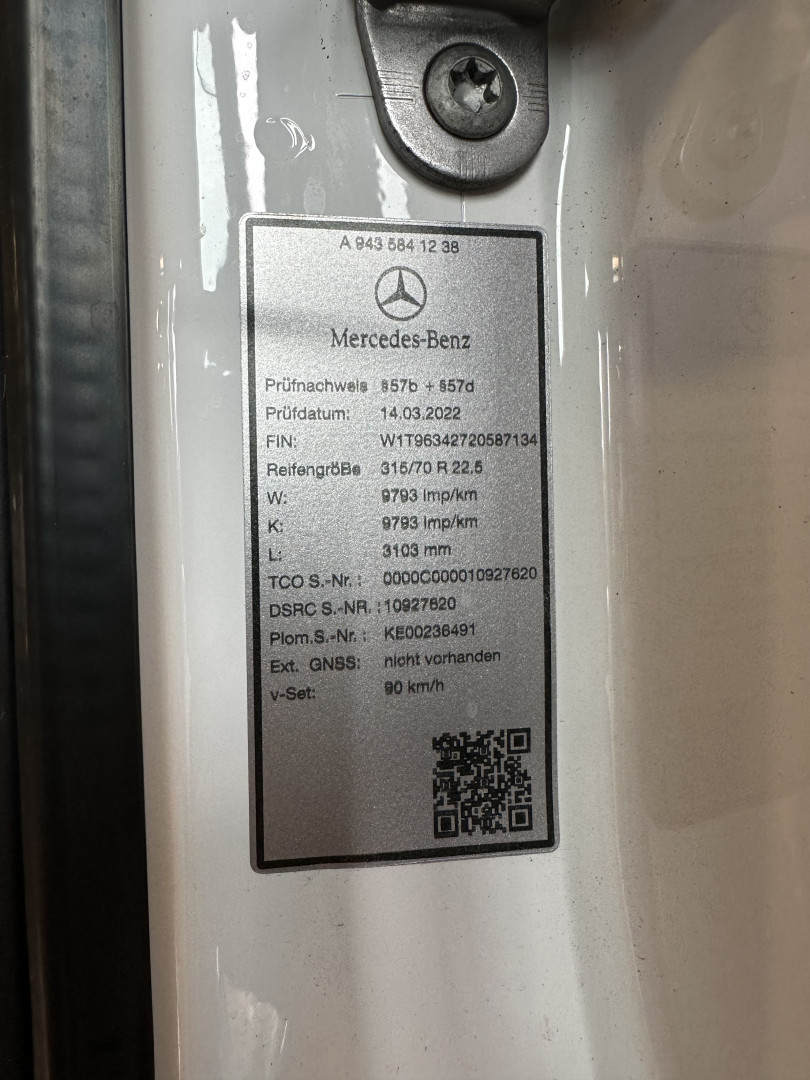 A 943 584 12 38
Mercedes-Benz
Prüfnachweis §57b + §57d
Prüfdatum: 14.03.2022
FIN: W1T96342720587134
Reifengröße 315/70 R 22,5
W: 9793 Imp/km
K: 9793 Imp/km
L: 3103 mm
TCO S.-Nr. : 0000C000010927620
DSRC S.-NR. : 10927620
Plom.S.-Nr. : KE00236491
Ext. GNSS: nicht vorhanden
v-Set: 90 km/h